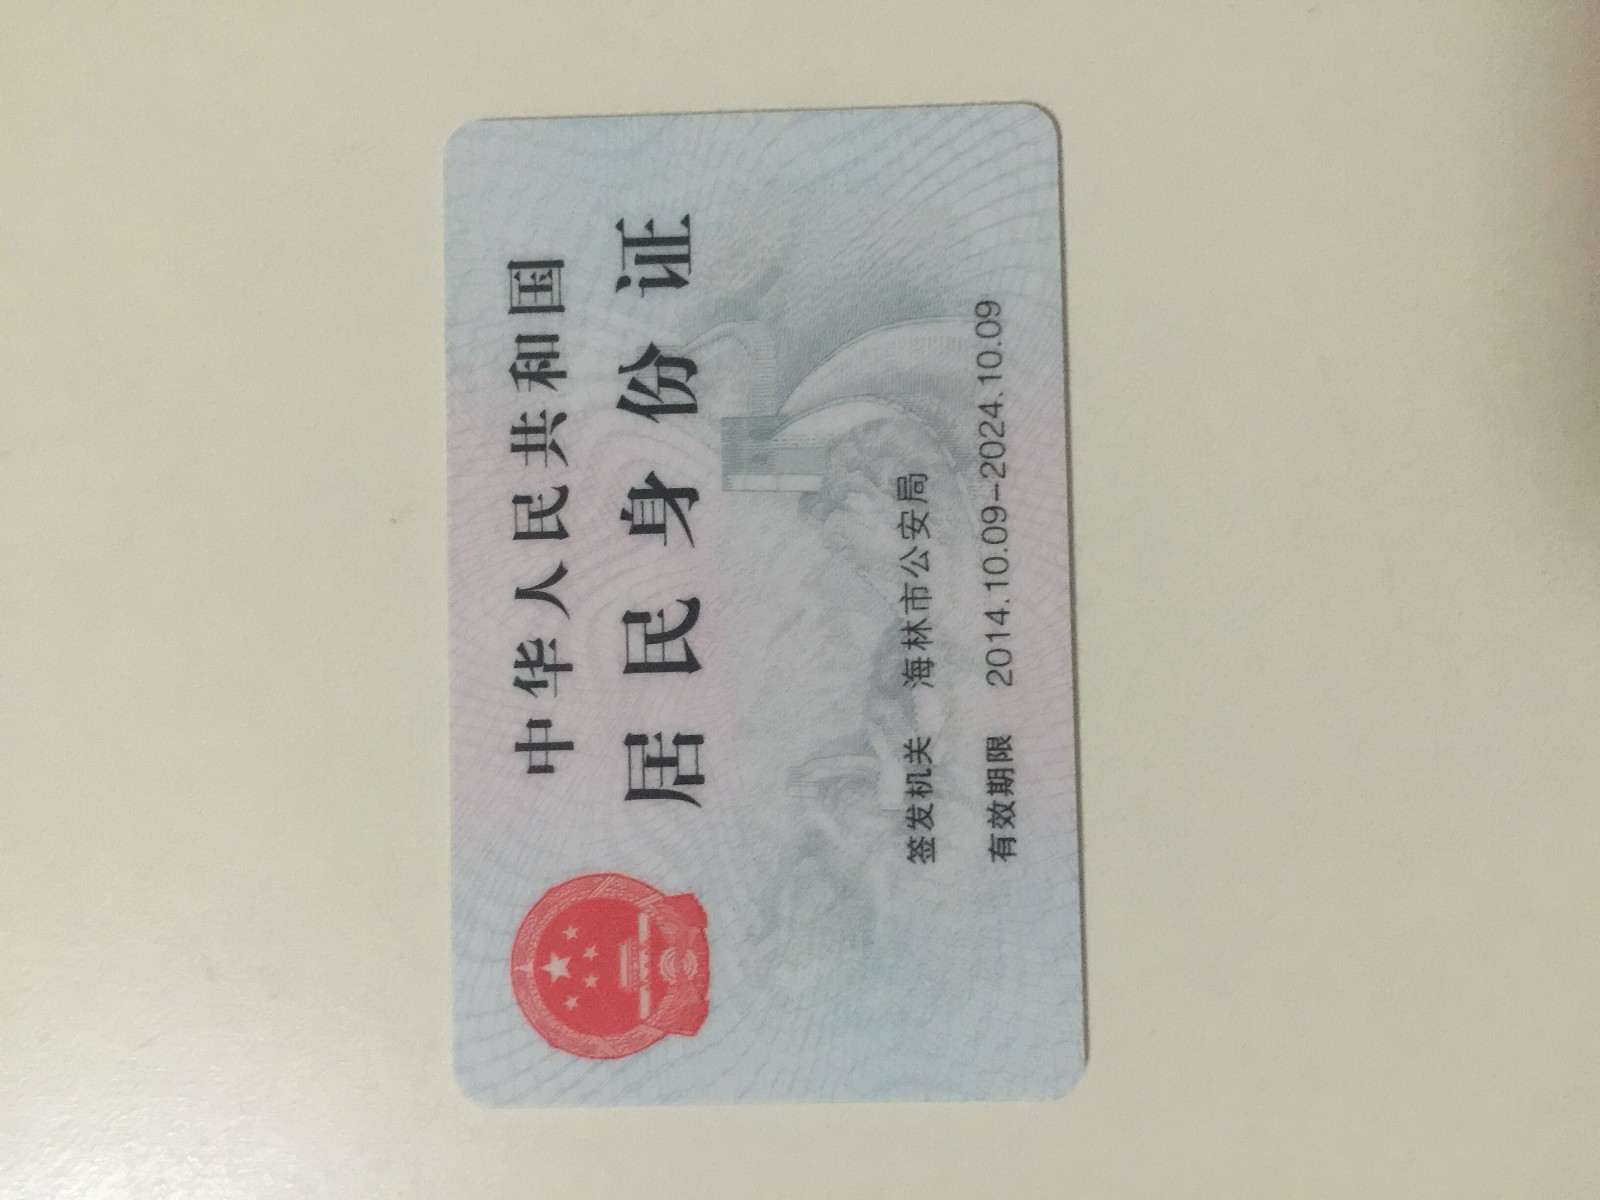 中华人民共和国
居民身份证
签发机关 海林市公安局
有效期限 2014.10.09-2024.10.09